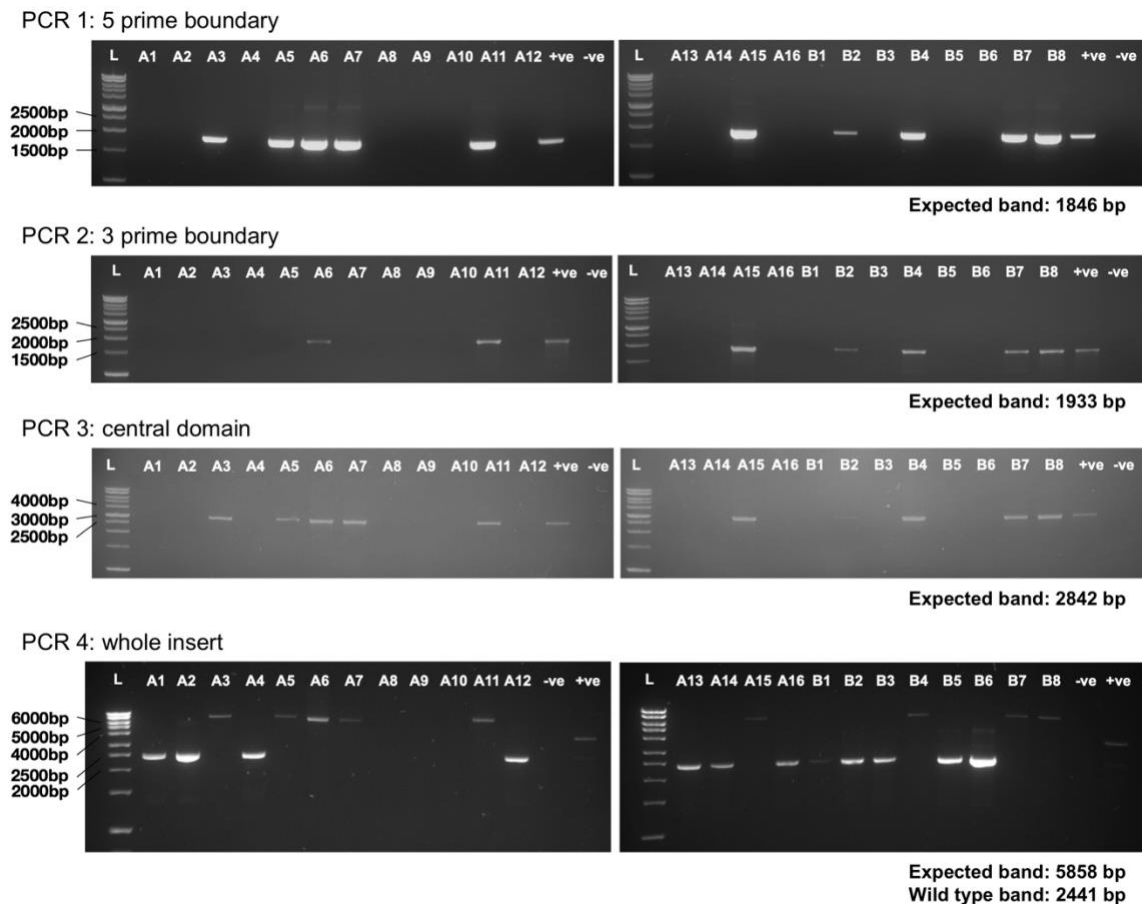 PCR 1: 5 prime boundary
L A1 A2 A3 A4 A5 A6 A7 A8 A9 A10 A11 A12 +ve -ve
L A13 A14 A15 A16 B1 B2 B3 B4 B5 B6 B7 B8 +ve -ve
2500bp
2000bp
1500bp
Expected band: 1846 bp
PCR 2: 3 prime boundary
L A1 A2 A3 A4 A5 A6 A7 A8 A9 A10 A11 A12 +ve -ve
L A13 A14 A15 A16 B1 B2 B3 B4 B5 B6 B7 B8 +ve -ve
2500bp
2000bp
1500bp
Expected band: 1933 bp
PCR 3: central domain
L A1 A2 A3 A4 A5 A6 A7 A8 A9 A10 A11 A12 +ve -ve
L A13 A14 A15 A16 B1 B2 B3 B4 B5 B6 B7 B8 +ve -ve
4000bp
3000bp
2500bp
Expected band: 2842 bp
PCR 4: whole insert
L A1 A2 A3 A4 A5 A6 A7 A8 A9 A10 A11 A12 -ve +ve
L A13 A14 A15 A16 B1 B2 B3 B4 B5 B6 B7 B8 -ve +ve
6000bp
5000bp
4000bp
2500bp
2000bp
Expected band: 5858 bp
Wild type band: 2441 bp